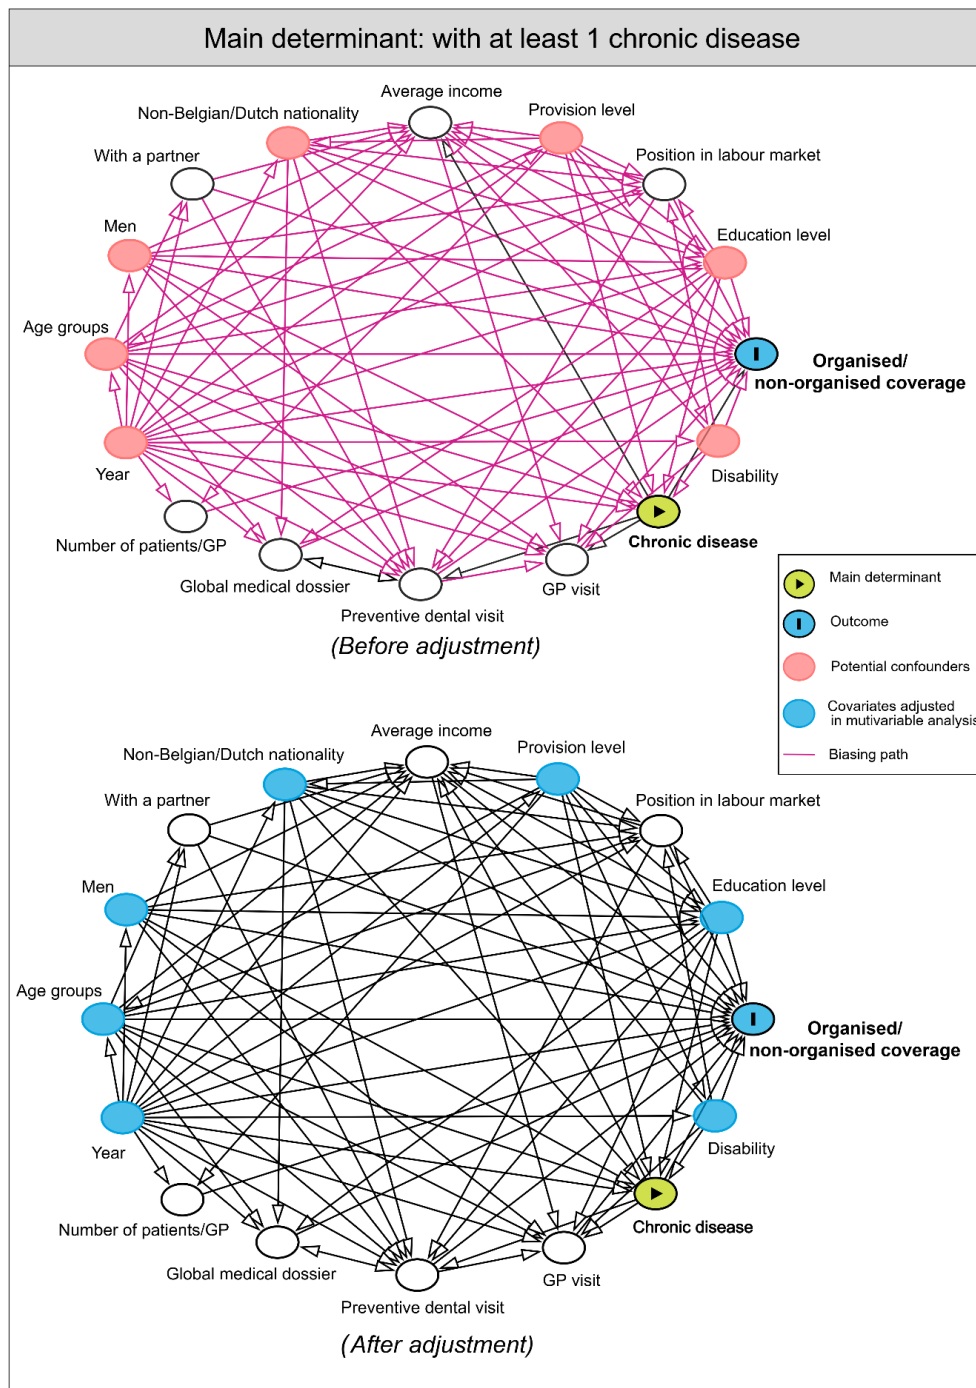 Main determinant: with at least 1 chronic disease
Average income
Non-Belgian/Dutch nationality
Provision level
With a partner
Position in labour market
Men
Education level
Age groups
Organised/
non-organised coverage
Year
Disability
Number of patients/GP
Chronic disease
Global medical dossier
GP visit
Preventive dental visit
(Before adjustment)
Main determinant
Outcome
Potential confounders
Covariates adjusted
in mutivariable analysis
Biasing path
Average income
Non-Belgian/Dutch nationality
Provision level
With a partner
Position in labour market
Men
Education level
Age groups
Organised/
non-organised coverage
Year
Disability
Number of patients/GP
Chronic disease
Global medical dossier
GP visit
Preventive dental visit
(After adjustment)